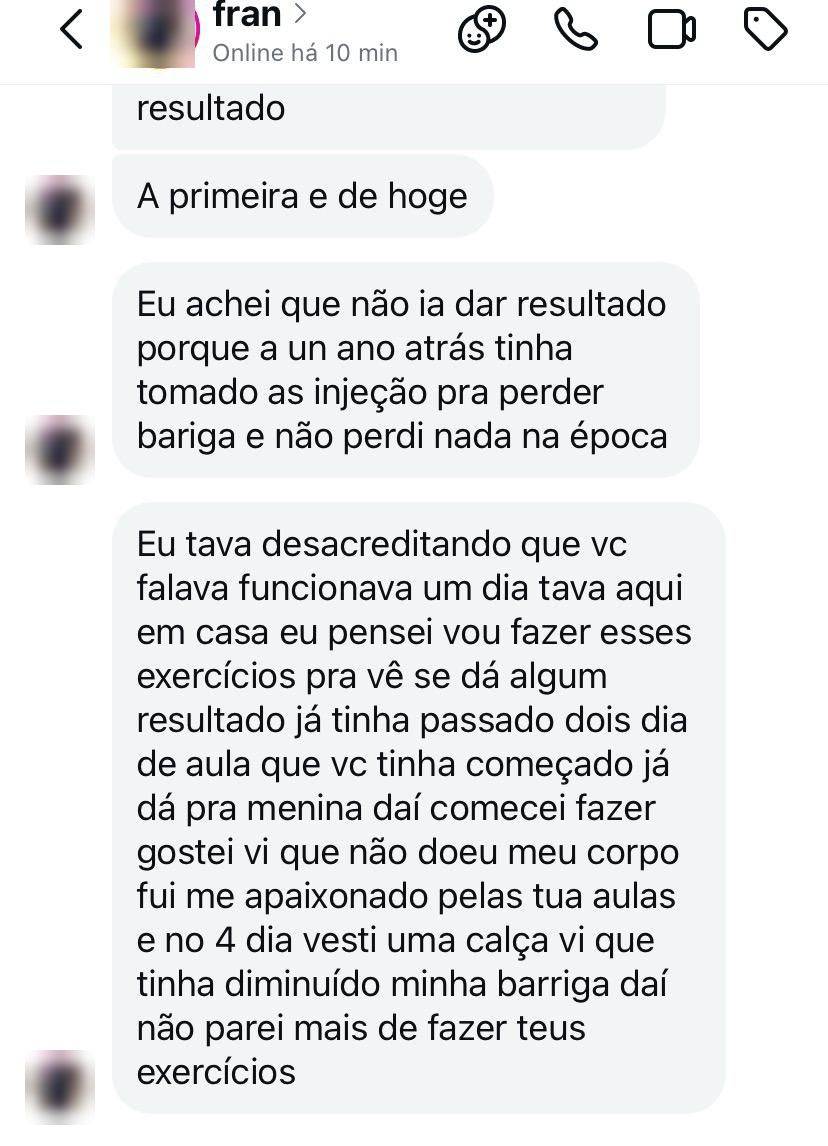 fran
Online há 10 min
resultado
A primeira e de hoge
Eu achei que não ia dar resultado
porque a un ano atrás tinha
tomado as injeção pra perder
bariga e não perdi nada na época
Eu tava desacreditando que vc
falava funcionava um dia tava aqui
em casa eu pensei vou fazer esses
exercícios pra vê se dá algum
resultado já tinha passado dois dia
de aula que vc tinha começado já
dá pra menina daí comecei fazer
gostei vi que não doeu meu corpo
fui me apaixonado pelas tua aulas
e no 4 dia vesti uma calça vi que
tinha diminuído minha barriga daí
não parei mais de fazer teus
exercícios